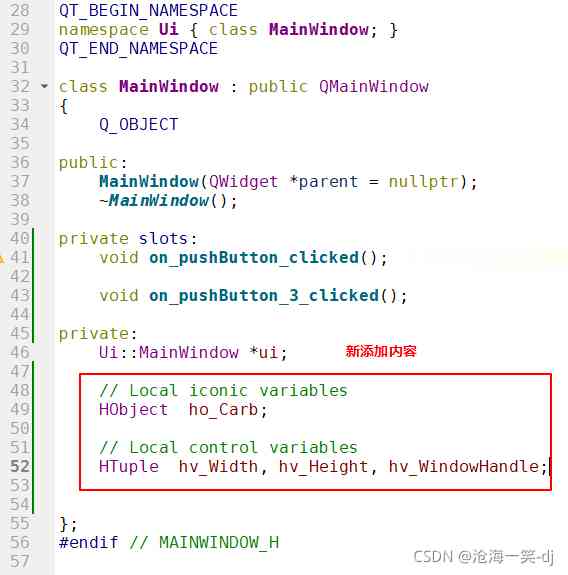 28 QT_BEGIN_NAMESPACE
29 namespace Ui { class MainWindow; }
30 QT_END_NAMESPACE
31
32 class MainWindow : public QMainWindow
33 {
34     Q_OBJECT
35
36 public:
37     MainWindow(QWidget *parent = nullptr);
38     ~MainWindow();
39
40 private slots:
41     void on_pushButton_clicked();
42
43     void on_pushButton_3_clicked();
44
45 private:
46     Ui::MainWindow *ui; 新添加内容
47
48     // Local iconic variables
49     HObject  ho_Carb;
50
51     // Local control variables
52     HTuple  hv_Width, hv_Height, hv_WindowHandle;
53
54
55 };
56 #endif // MAINWINDOW_H
57
CSDN @沧海一笑-dj